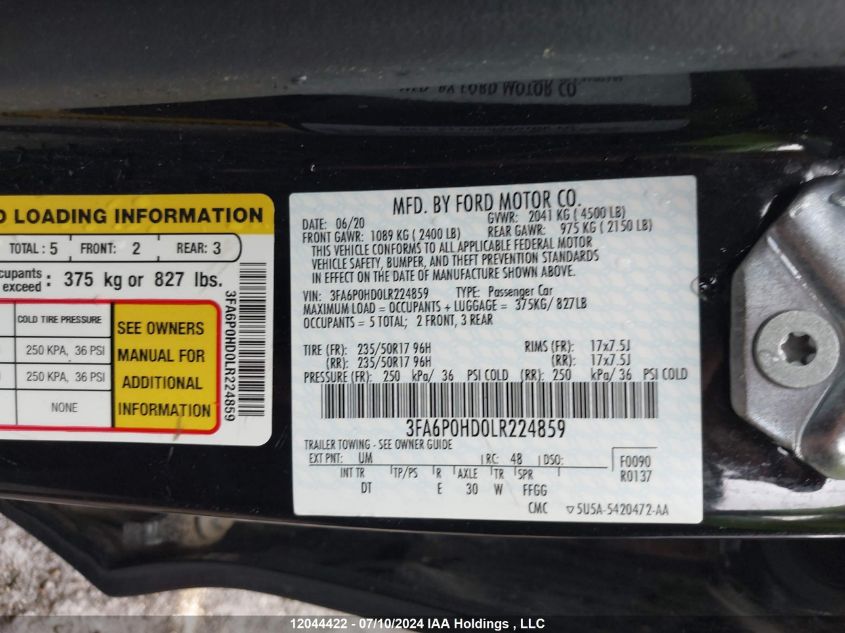 MFD. BY FORD MOTOR CO.
D LOADING INFORMATION
TOTAL : 5 FRONT: 2 REAR: 3
cupants exceed : 375 kg or 827 lbs.
COLD TIRE PRESSURE
250 KPA, 36 PSI
250 KPA, 36 PSI
NONE
SEE OWNERS
MANUAL FOR
ADDITIONAL
INFORMATION
3FA6P0HD0LR224859
MFD. BY FORD MOTOR CO.
DATE: 06/20 GVWR: 2041 KG ( 4500 LB)
FRONT GAWR: 1089 KG ( 2400 LB) REAR GAWR: 975 KG ( 2150 LB)
THIS VEHICLE CONFORMS TO ALL APPLICABLE FEDERAL MOTOR
VEHICLE SAFETY, BUMPER, AND THEFT PREVENTION STANDARDS
IN EFFECT ON THE DATE OF MANUFACTURE SHOWN ABOVE.
VIN: 3FA6P0HD0LR224859 TYPE: Passenger Car
MAXIMUM LOAD = OCCUPANTS + LUGGAGE = 375KG/ 827LB
OCCUPANTS = 5 TOTAL; 2 FRONT, 3 REAR
TIRE (FR): 235/50R17 96H RIMS (FR): 17x7.5J
(RR): 235/50R17 96H (RR): 17x7.5J
PRESSURE (FR): 250 kPa/ 36 PSI COLD (RR): 250 kPa/ 36 PSI COLD
3FA6P0HD0LR224859
TRAILER TOWING - SEE OWNER GUIDE
EXT PNT: UM RC: 48 DSO: F0090
INT TR TP/PS R AXLE TR SPR R0137
DT E 30 W FFGG
CMC ▽5U5A-5420472-AA
12044422 - 07/10/2024 IAA Holdings , LLC